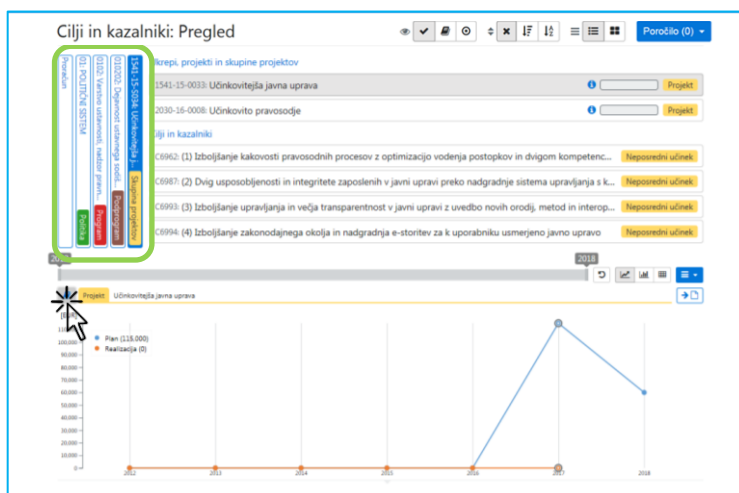 Cilji in kazalniki: Pregled
Poročilo (0)
Proračun
01: POLITIČNI SISTEM
Politika
0102: Varstvo ustavnosti, nadzor pravn...
Program
010202: Dejavnost ustavnega sodiš...
Podprogram
1541-15-S034: Učinkovitejša j...
Skupina projektov
krepi, projekti in skupine projektov
1541-15-0033: Učinkovitejša javna uprava
Projekt
2030-16-0008: Učinkovito pravosodje
Projekt
ilji in kazalniki
C6962: (1) Izboljšanje kakovosti pravosodnih procesov z optimizacijo vodenja postopkov in dvigom kompetenc...
Neposredni učinek
C6987: (2) Dvig usposobljenosti in integritete zaposlenih v javni upravi preko nadgradnje sistema upravljanja s k...
Neposredni učinek
C6993: (3) Izboljšanje upravljanja in večja transparentnost v javni upravi z uvedbo novih orodij, metod in interop...
Neposredni učinek
C6994: (4) Izboljšanje zakonodajnega okolja in nadgradnja e-storitev za k uporabniku usmerjeno javno upravo
Neposredni učinek
2018
Projekt Učinkovitejša javna uprava
Plan (115.000)
Realizacija (0)
100,000
90,000
80,000
70,000
60,000
50,000
40,000
30,000
20,000
10,000
0
2012 2013 2014 2015 2016 2017 2018